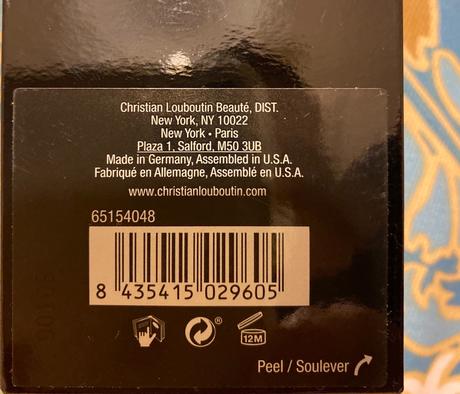 Christian Louboutin Beauté, DIST.
New York, NY 10022
New York • Paris
Plaza 1, Salford, M50 3UB
Made in Germany, Assembled in U.S.A.
Fabriqué en Allemagne, Assemblé en U.S.A.
www.christianlouboutin.com
65154048
8 435415 029605
® 12M
Peel / Soulever